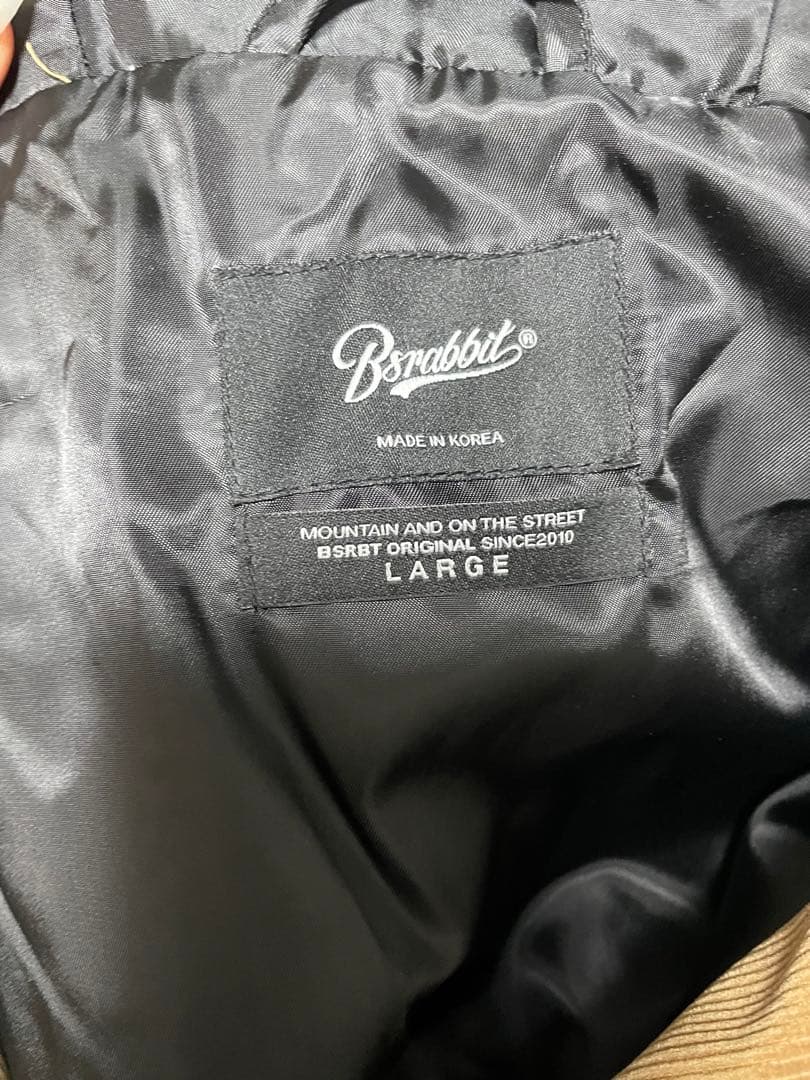 Bsrabbit®
MADE IN KOREA
MOUNTAIN AND ON THE STREET
BSRBT ORIGINAL SINCE2010
LARGE